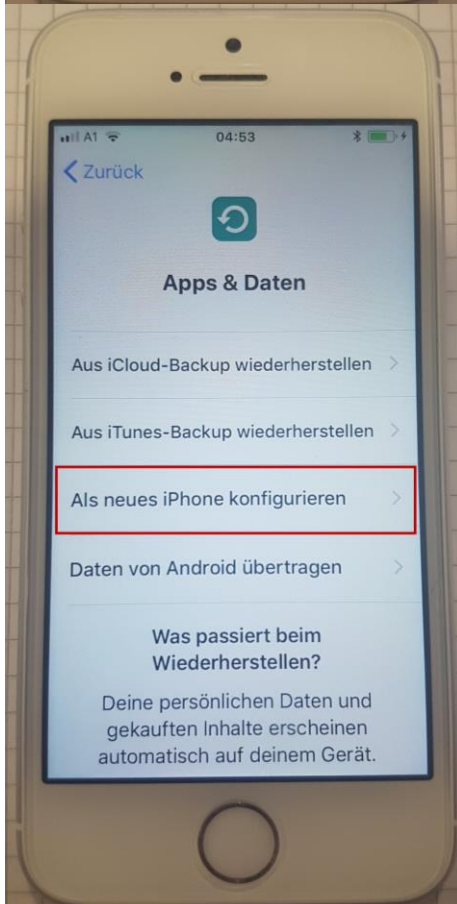 A1 04:53
Zurück
Apps & Daten
Aus iCloud-Backup wiederherstellen
Aus iTunes-Backup wiederherstellen
Als neues iPhone konfigurieren
Daten von Android übertragen
Was passiert beim
Wiederherstellen?
Deine persönlichen Daten und
gekauften Inhalte erscheinen
automatisch auf deinem Gerät.